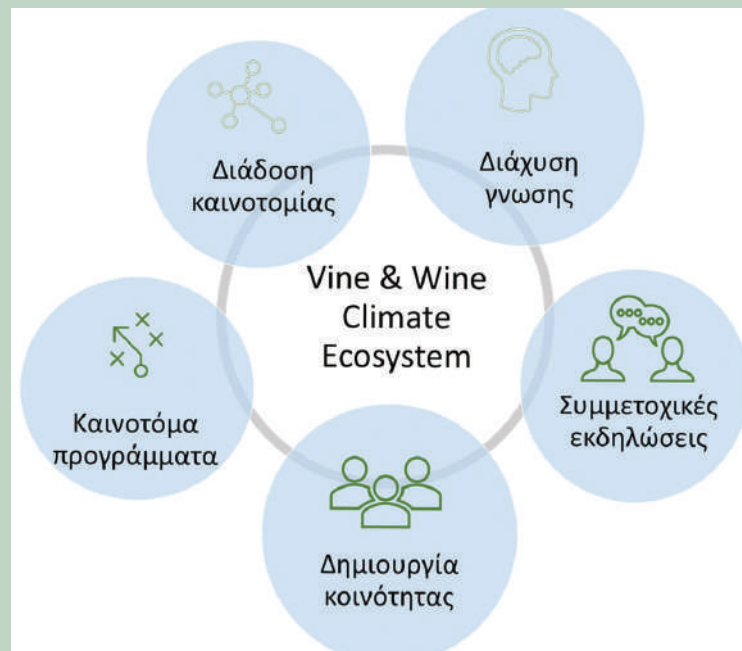 Διάδοση
καινοτομίας
Διάχυση
γνωσης
Vine & Wine
Climate
Ecosystem
Συμμετοχικές
εκδηλώσεις
Καινοτόμα
προγράμματα
Δημιουργία
κοινότητας